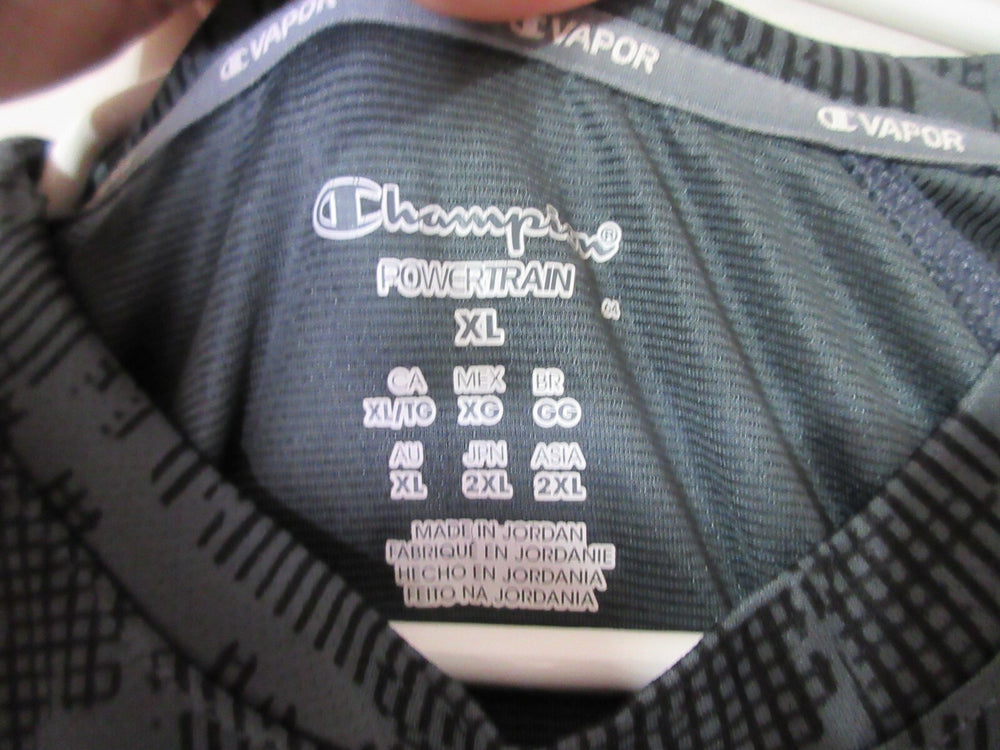 VAPOR
VAPOR
VAPOR
Champion®
POWERTRAIN
04
XL
CA MEX BR
XL/TG XG GG
AU JPN ASIA
XL 2XL 2XL
MADE IN JORDAN
FABRIQUÉ EN JORDANIE
HECHO EN JORDANIA
FEITO NA JORDANIA